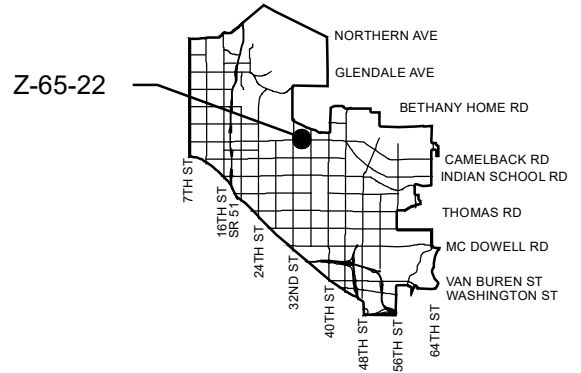 NORTHERN AVE
GLENDALE AVE
Z-65-22
BETHANY HOME RD
CAMELBACK RD
INDIAN SCHOOL RD
THOMAS RD
MC DOWELL RD
VAN BUREN ST
WASHINGTON ST
7TH ST
16TH ST
SR 51
24TH ST
32ND ST
40TH ST
48TH ST
56TH ST
64TH ST